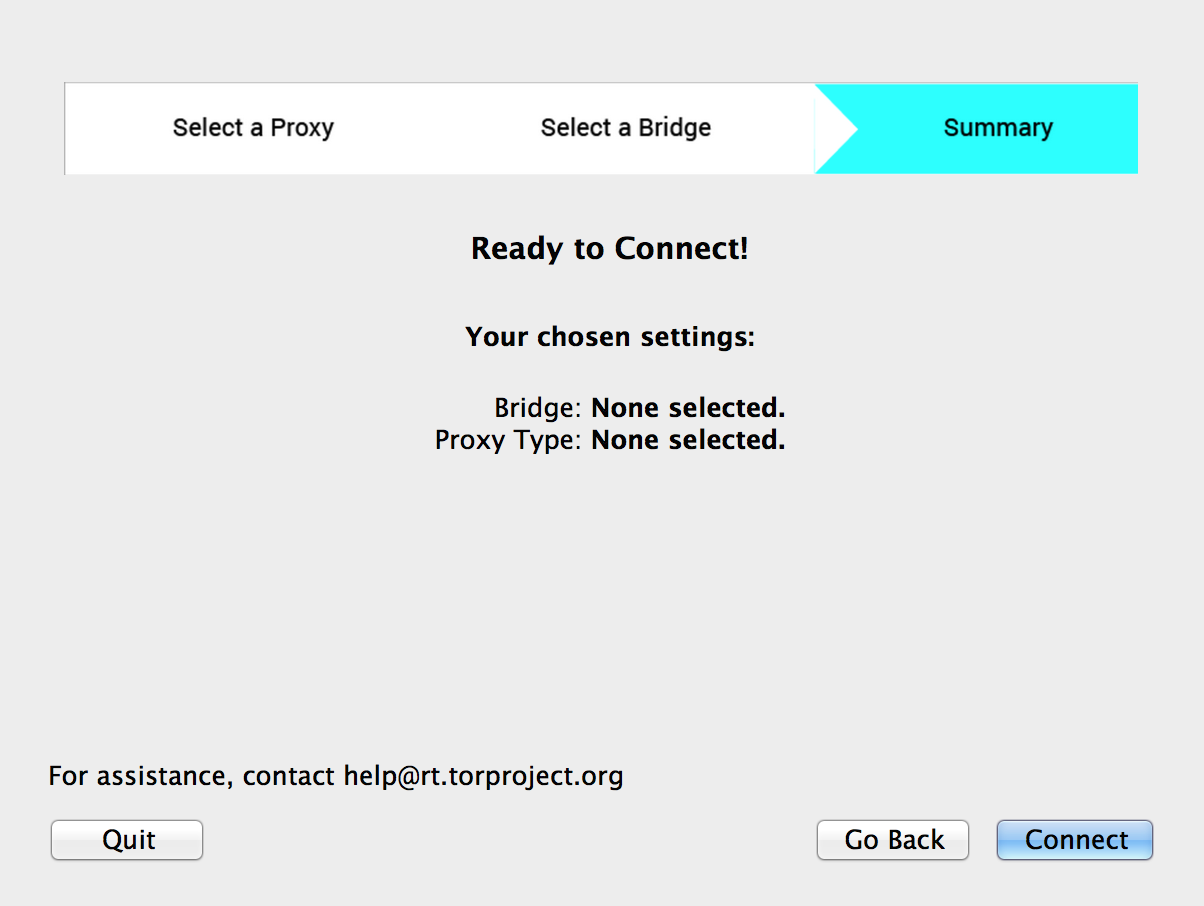 Select a Proxy Select a Bridge Summary
Ready to Connect!
Your chosen settings:
Bridge: None selected.
Proxy Type: None selected.
For assistance, contact help@rt.torproject.org
Quit Go Back Connect